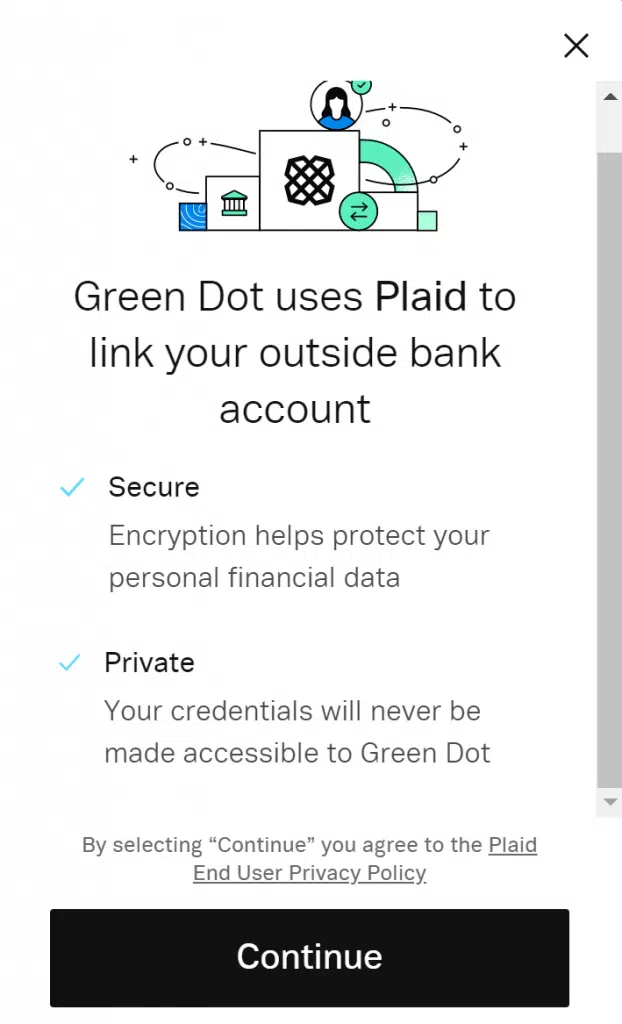 Green Dot uses Plaid to
link your outside bank
account
Secure
Encryption helps protect your
personal financial data
Private
Your credentials will never be
made accessible to Green Dot
By selecting “Continue” you agree to the Plaid
End User Privacy Policy
Continue